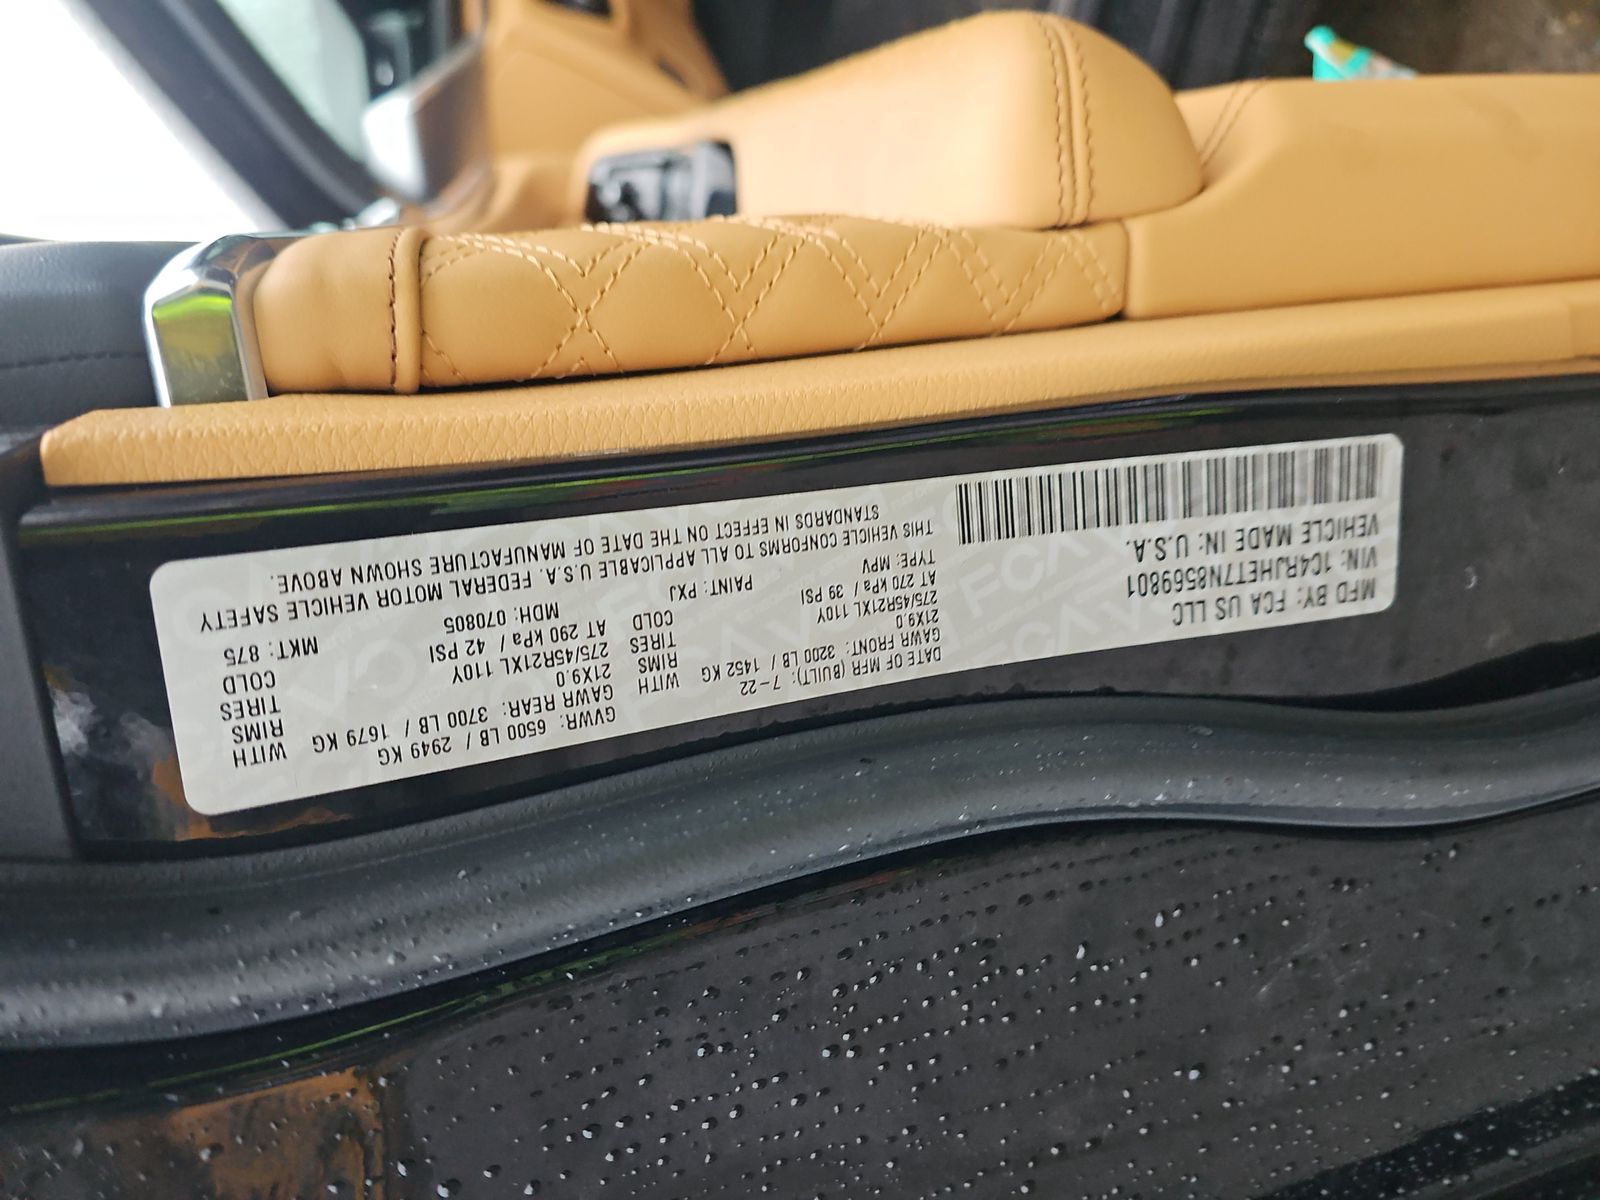 MFD BY: FCA US LLC
DATE OF MFR (BUILT): 7-22
GVWR: 6500 LB / 2949 KG
GAWR FRONT: 3200 LB / 1452 KG
WITH
GAWR REAR: 3700 LB / 1679 KG
WITH
21X9.0
RIMS
21X9.0
RIMS
275/45R21XL 110Y
TIRES
275/45R21XL 110Y
TIRES
AT 270 kPa / 39 PSI
COLD
AT 290 kPa / 42 PSI
COLD
VIN: 1C4RJHET7N8569801
TYPE: MPV
PAINT: PXJ
MDH: 070805
MKT: 875
VEHICLE MADE IN: U.S.A.
THIS VEHICLE CONFORMS TO ALL APPLICABLE U.S.A. FEDERAL MOTOR VEHICLE SAFETY
STANDARDS IN EFFECT ON THE DATE OF MANUFACTURE SHOWN ABOVE.